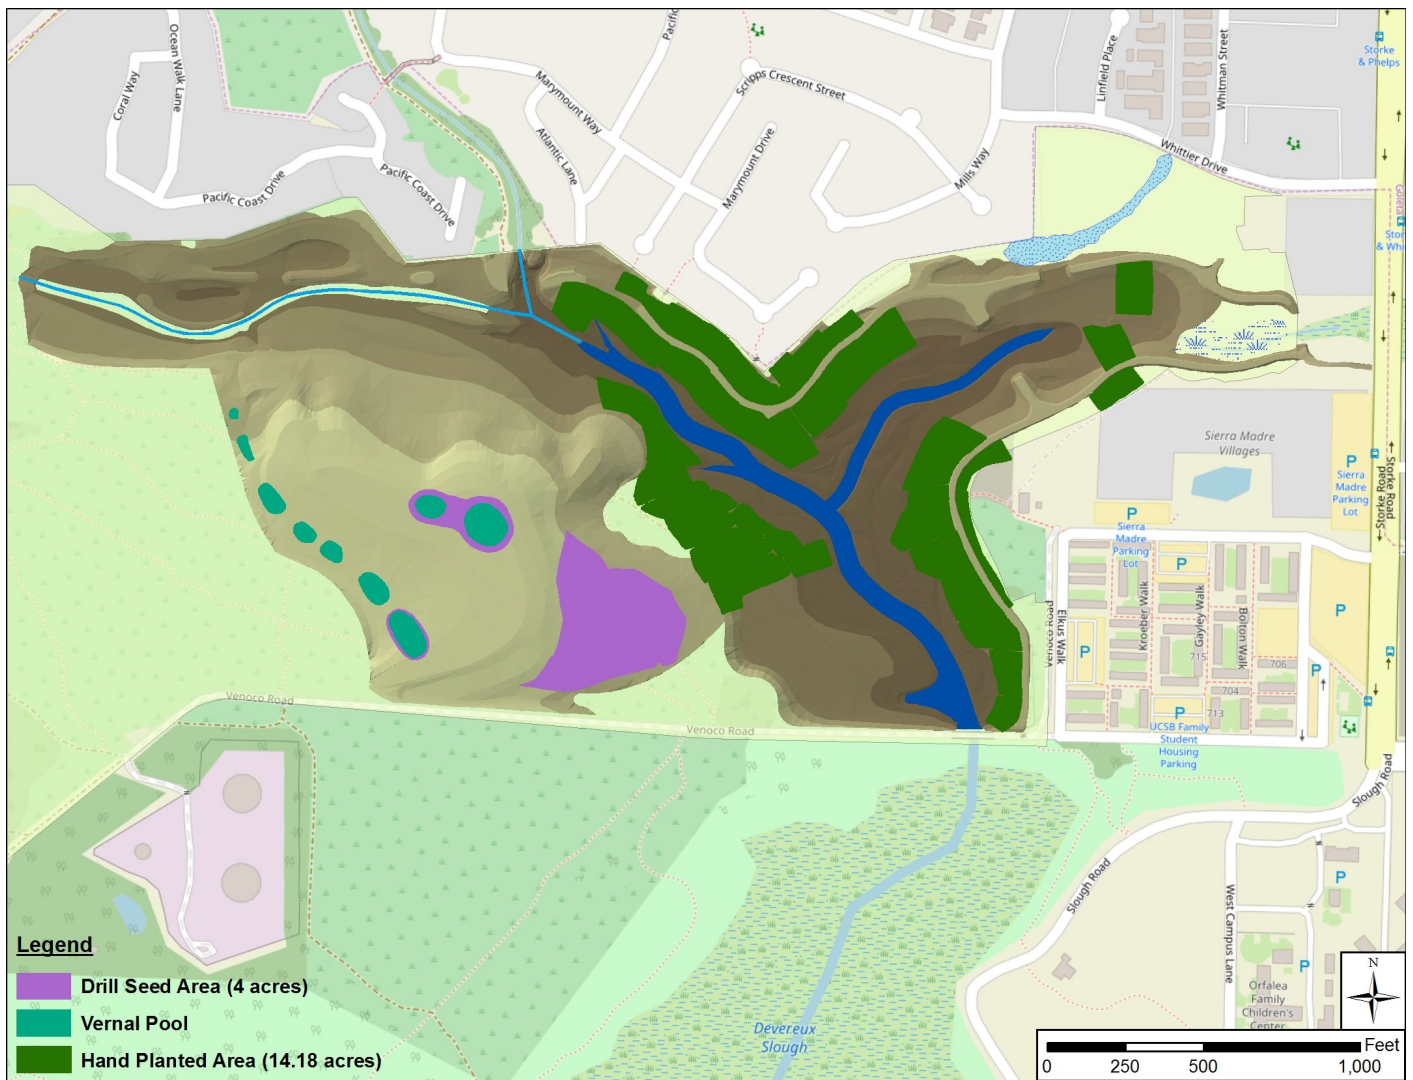 Ocean Walk Lane
Coral Way
Pacific Coast Drive
Pacific Coast Drive
Pacific
Marymount Way
Atlantic Lane
Scripps Crescent Street
Marymount Drive
Mills Way
Linfield Place
Whitman Street
Whittier Drive
Storke
& Phelps
Goleta
Stor
& Whi
Sierra Madre
Villages
P
Sierra
Madre
Parking
Lot
Storke Road
Storke Road
P
Sierra
Madre
Parking
Lot
P
P
P
P
P
Elkus Walk
Venoco Road
Kroeber Walk
Gayley Walk
Bolton Walk
715
706
704
713
UCSB Family
Student
Housing
Parking
Venoco Road
Venoco Road
Slough Road
Slough Road
West Campus Lane
P
P
Orfalea
Family
Children's
Center
Devereux
Slough
Legend
Drill Seed Area (4 acres)
Vernal Pool
Hand Planted Area (14.18 acres)
N
Feet
0 250 500 1,000